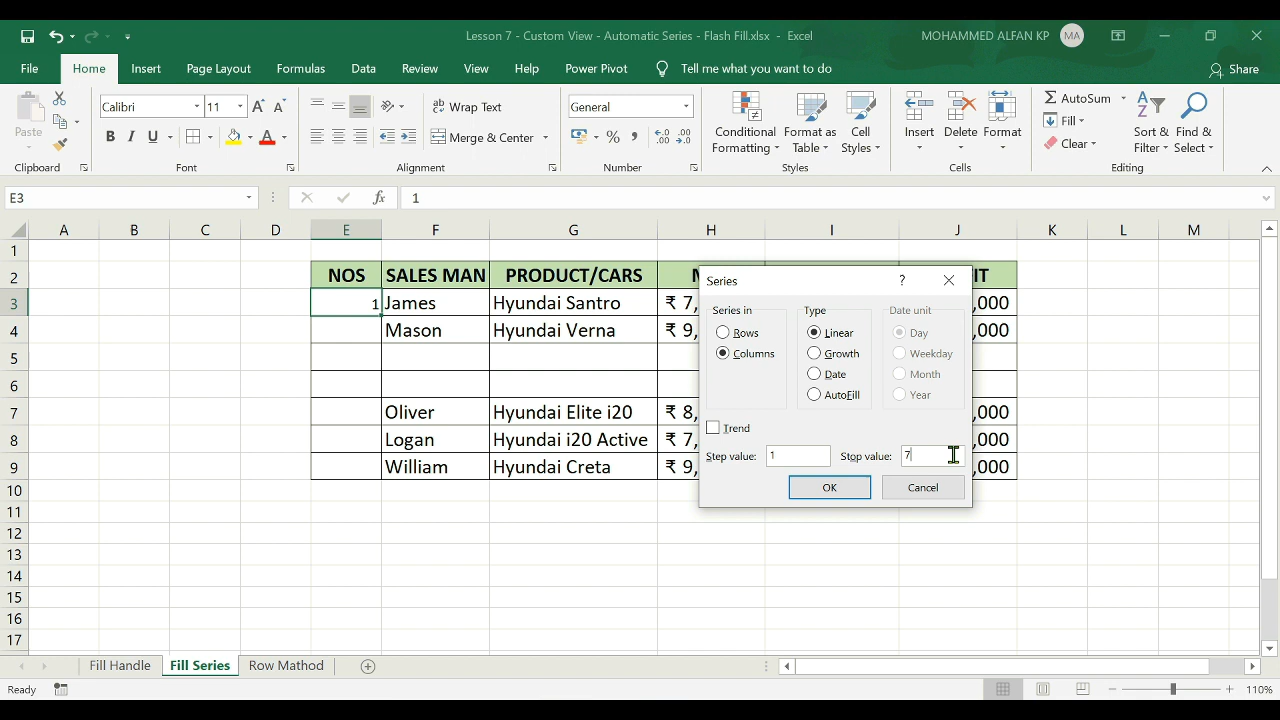 Lesson 7 - Custom View - Automatic Series - Flash Fill.xlsx - Excel
MOHAMMED ALFAN KP MA
File Home Insert Page Layout Formulas Data Review View Help Power Pivot Tell me what you want to do Share
Paste
Calibri 11 A A
B I U A
ab Wrap Text
Merge & Center
General
% , .00
Conditional Formatting
Format as Table
Cell Styles
Insert Delete Format
AutoSum
Fill
Clear
Sort & Filter
Find & Select
Clipboard Font Alignment Number Styles Cells Editing
E3 fx 1
A B C D E F G H I J K L M
1
2 NOS SALES MAN PRODUCT/CARS IT
3 1 James Hyundai Santro ₹ 7, ,000
4 Mason Hyundai Verna ₹ 9, ,000
5
6
7 Oliver Hyundai Elite i20 ₹ 8, ,000
8 Logan Hyundai i20 Active ₹ 7, ,000
9 William Hyundai Creta ₹ 9, ,000
10
11
12
13
14
15
16
17
Series ?
Series in Type Date unit
Rows Linear Day
Columns Growth Weekday
Date Month
AutoFill Year
Trend
Step value: 1 Stop value: 7
OK Cancel
Fill Handle Fill Series Row Mathod
Ready 110%